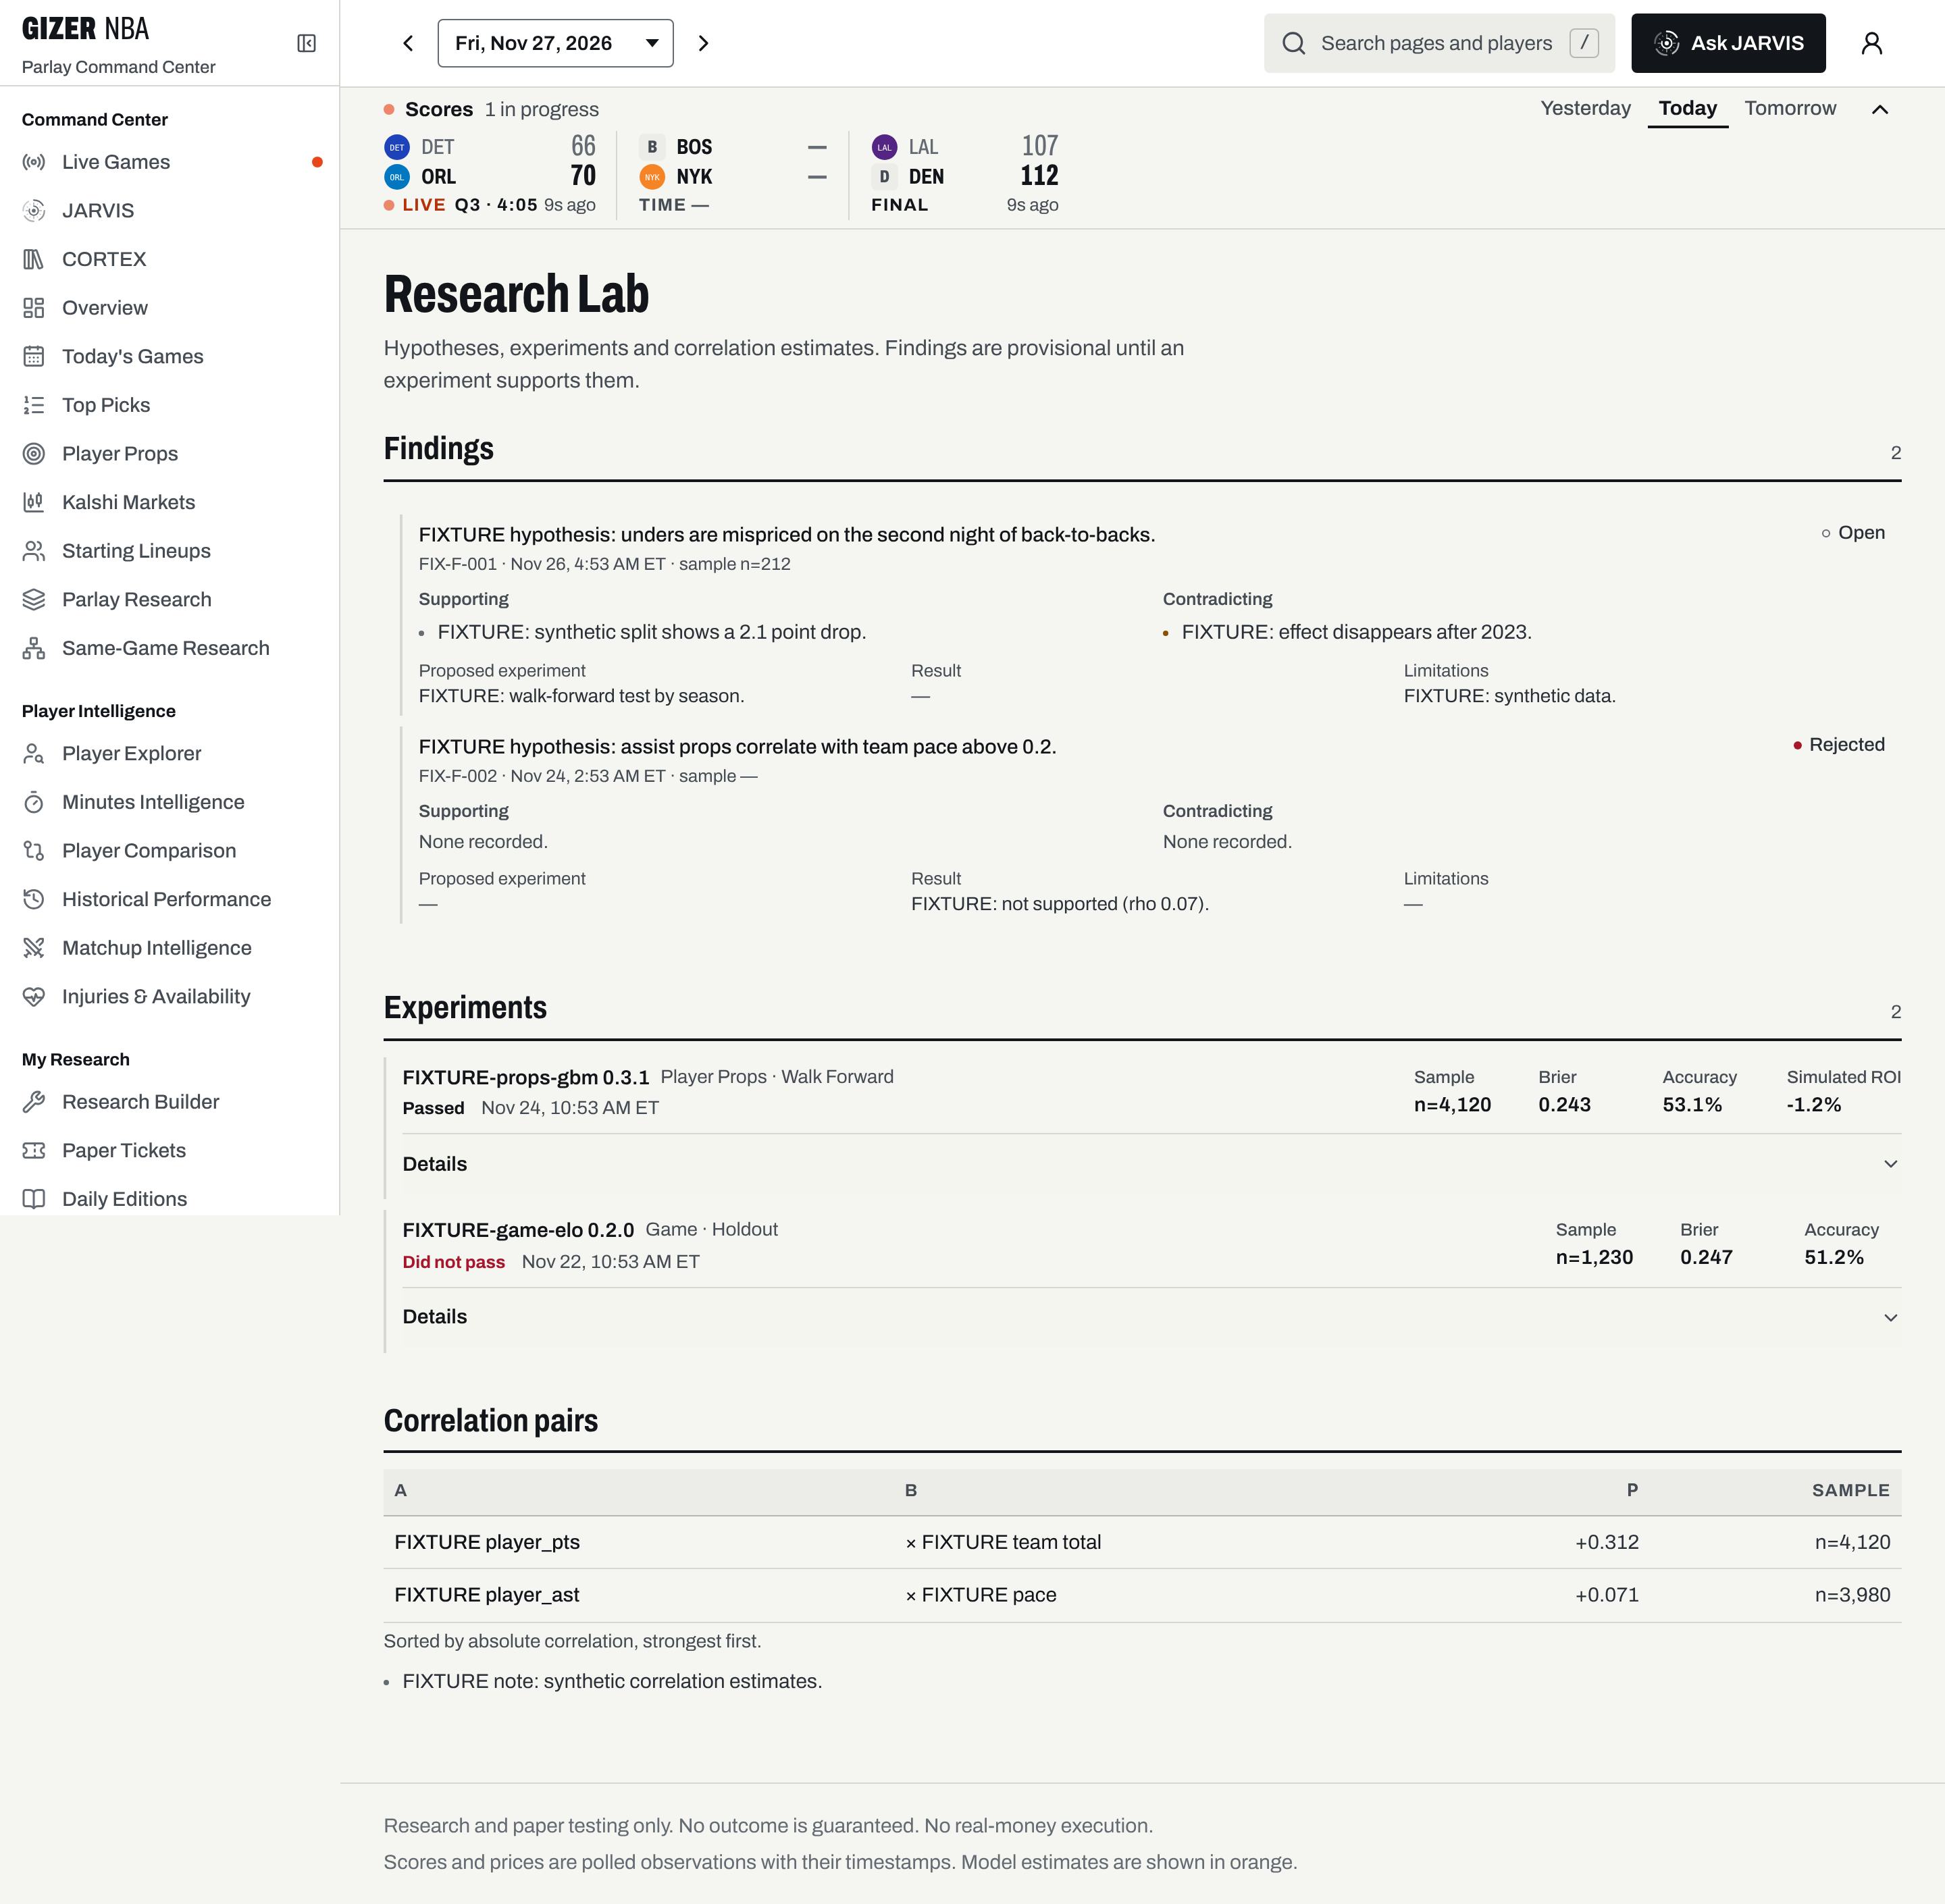 GIZER NBA
Parlay Command Center
Fri, Nov 27, 2026
Search pages and players /
Ask JARVIS
Command Center
Live Games
JARVIS
CORTEX
Overview
Today's Games
Top Picks
Player Props
Kalshi Markets
Starting Lineups
Parlay Research
Same-Game Research
Player Intelligence
Player Explorer
Minutes Intelligence
Player Comparison
Historical Performance
Matchup Intelligence
Injuries & Availability
My Research
Research Builder
Paper Tickets
Daily Editions
Scores 1 in progress
Yesterday Today Tomorrow
DET DET 66
ORL ORL 70
LIVE Q3 · 4:05 9s ago
B BOS —
NYK NYK —
TIME —
LAL LAL 107
D DEN 112
FINAL 9s ago
Research Lab
Hypotheses, experiments and correlation estimates. Findings are provisional until an
experiment supports them.
Findings 2
FIXTURE hypothesis: unders are mispriced on the second night of back-to-backs. Open
FIX-F-001 · Nov 26, 4:53 AM ET · sample n=212
Supporting Contradicting
• FIXTURE: synthetic split shows a 2.1 point drop. • FIXTURE: effect disappears after 2023.
Proposed experiment Result Limitations
FIXTURE: walk-forward test by season. — FIXTURE: synthetic data.
FIXTURE hypothesis: assist props correlate with team pace above 0.2. Rejected
FIX-F-002 · Nov 24, 2:53 AM ET · sample —
Supporting Contradicting
None recorded. None recorded.
Proposed experiment Result Limitations
— FIXTURE: not supported (rho 0.07). —
Experiments 2
FIXTURE-props-gbm 0.3.1 Player Props · Walk Forward Sample Brier Accuracy Simulated ROI
Passed Nov 24, 10:53 AM ET n=4,120 0.243 53.1% -1.2%
Details
FIXTURE-game-elo 0.2.0 Game · Holdout Sample Brier Accuracy
Did not pass Nov 22, 10:53 AM ET n=1,230 0.247 51.2%
Details
Correlation pairs
A B P SAMPLE
FIXTURE player_pts × FIXTURE team total +0.312 n=4,120
FIXTURE player_ast × FIXTURE pace +0.071 n=3,980
Sorted by absolute correlation, strongest first.
• FIXTURE note: synthetic correlation estimates.
Research and paper testing only. No outcome is guaranteed. No real-money execution.
Scores and prices are polled observations with their timestamps. Model estimates are shown in orange.